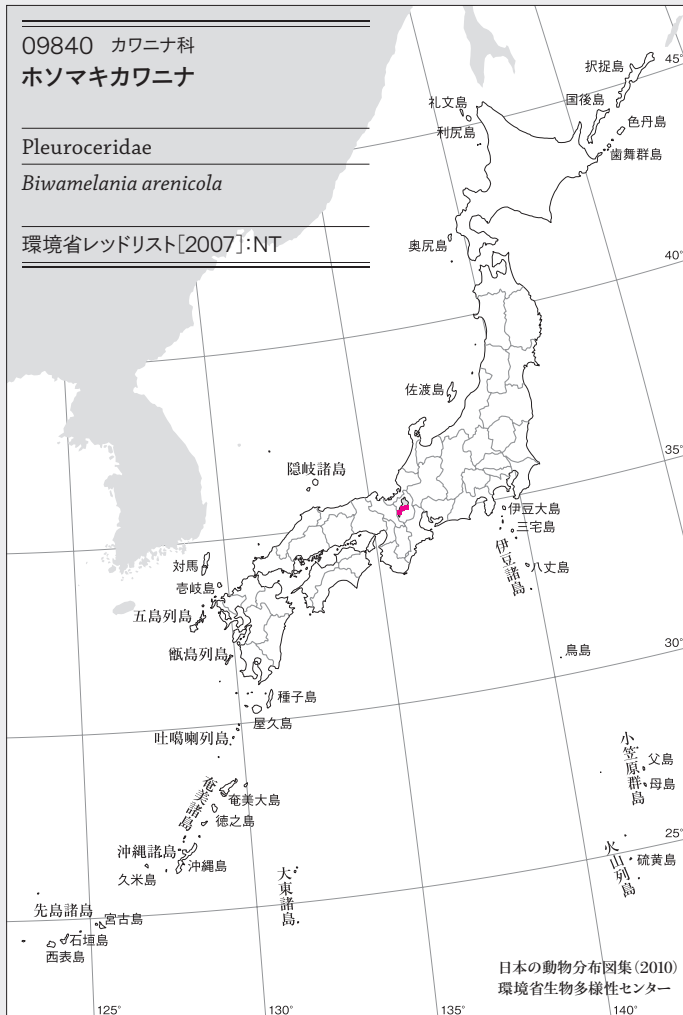 09840 カワニナ科
ホソマキカワニナ
Pleuroceridae
Biwamelania arenicola
環境省レッドリスト[2007]:NT
択捉島
45°
国後島
礼文島
色丹島
利尻島
歯舞群島
奥尻島
40°
佐渡島
35°
隠岐諸島
伊豆大島
三宅島
伊豆諸島
八丈島
対馬
壱岐島
五島列島
甑島列島
鳥島
30°
種子島
屋久島
吐噶喇列島
小笠原群島
父島
母島
奄美諸島
奄美大島
徳之島
25°
沖縄諸島
沖縄島
久米島
火山列島
硫黄島
大東諸島
先島諸島
宮古島
石垣島
西表島
日本の動物分布図集(2010)
環境省生物多様性センター
125°
130°
135°
140°